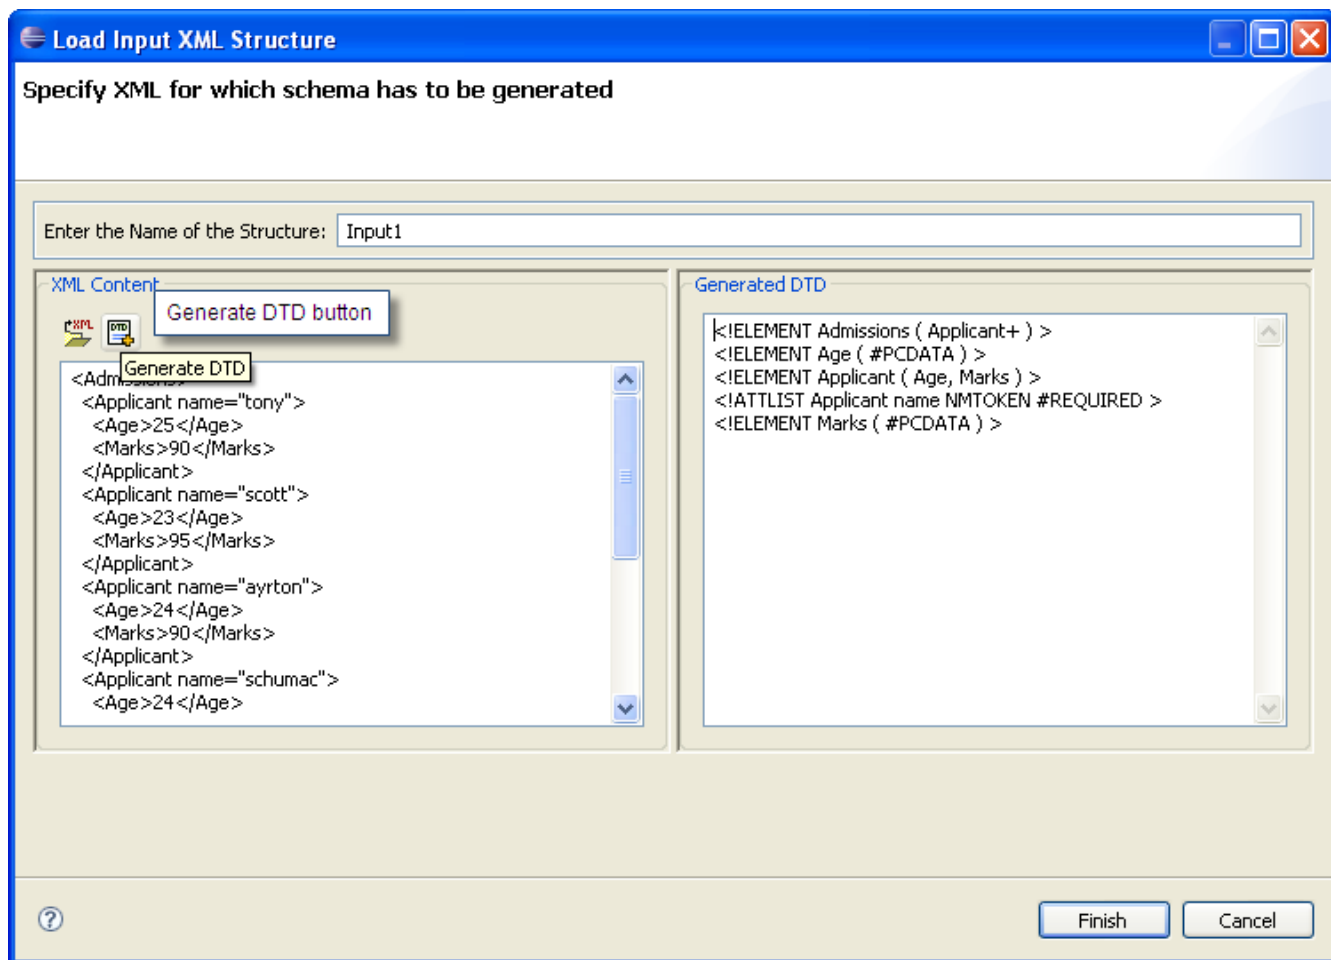 Load Input XML Structure
Specify XML for which schema has to be generated
Enter the Name of the Structure: Input1
XML Content
Generate DTD button
XML DTD
Generate DTD
<Admissions>
<Applicant name="tony">
<Age>25</Age>
<Marks>90</Marks>
</Applicant>
<Applicant name="scott">
<Age>23</Age>
<Marks>95</Marks>
</Applicant>
<Applicant name="ayrton">
<Age>24</Age>
<Marks>90</Marks>
</Applicant>
<Applicant name="schumac">
<Age>24</Age>
Generated DTD
<!ELEMENT Admissions ( Applicant+ ) >
<!ELEMENT Age ( #PCDATA ) >
<!ELEMENT Applicant ( Age, Marks ) >
<!ATTLIST Applicant name NMTOKEN #REQUIRED >
<!ELEMENT Marks ( #PCDATA ) >
?
Finish
Cancel